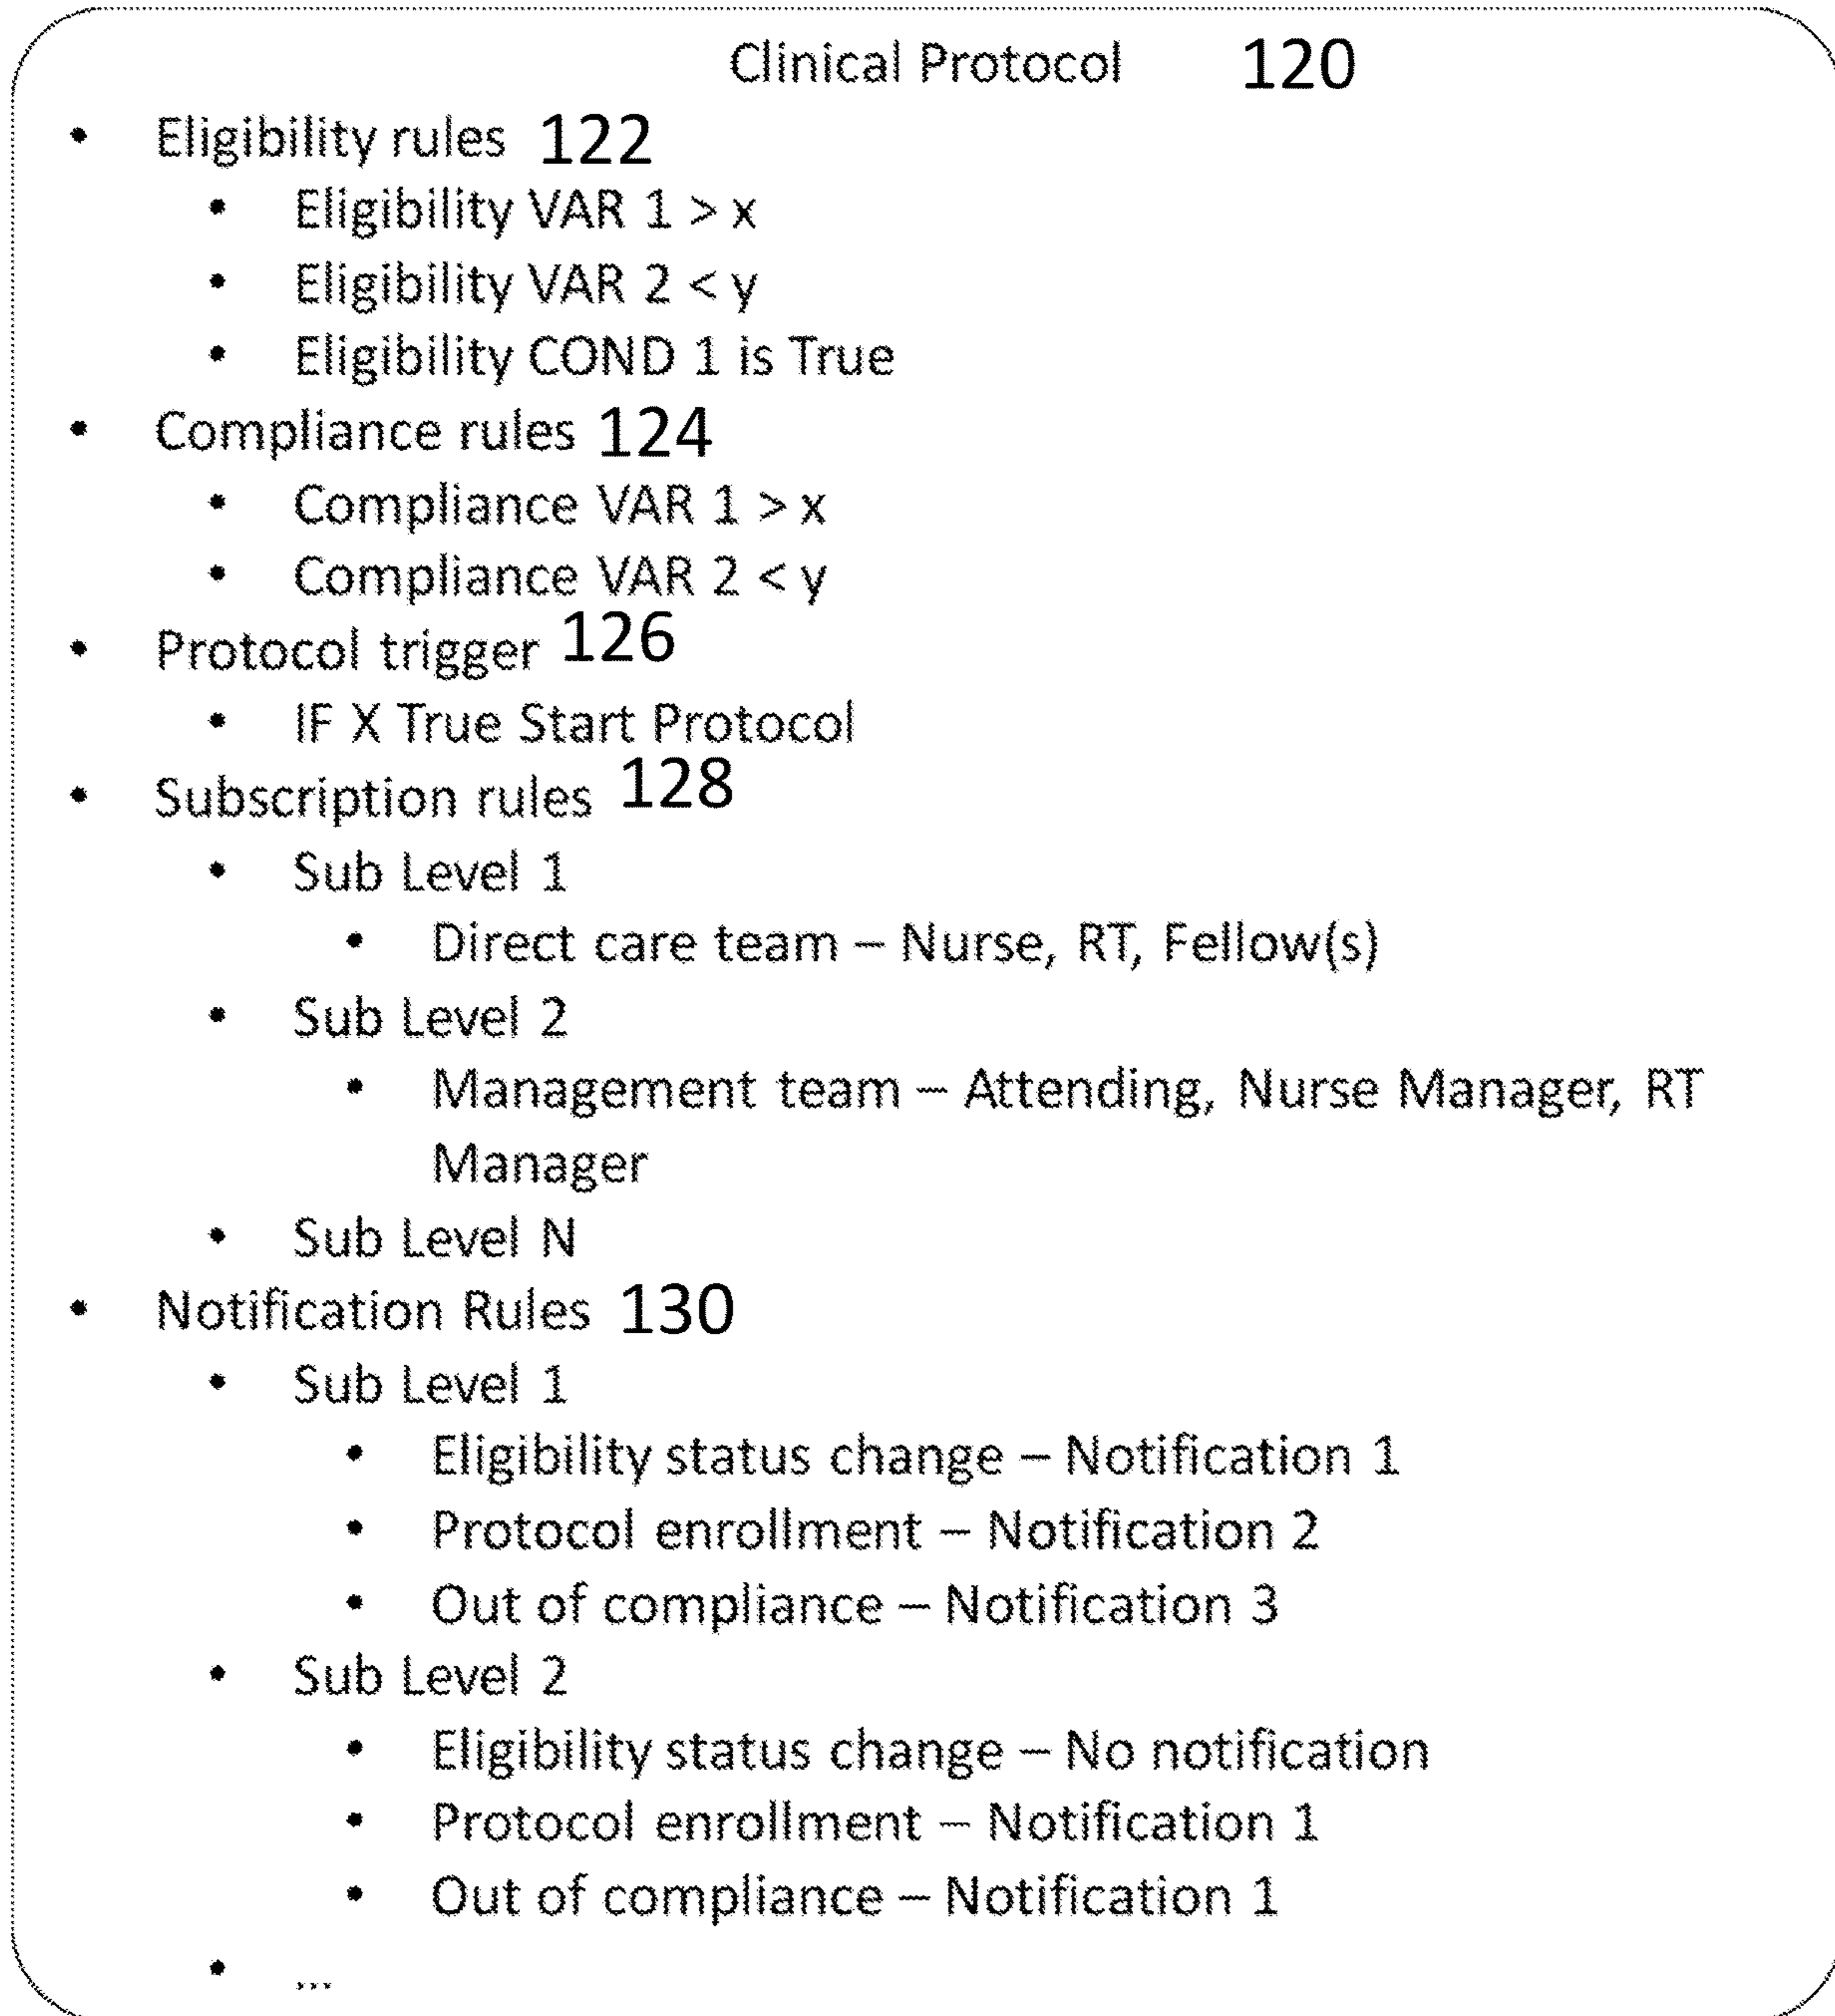 Clinical Protocol 120
• Eligibility rules 122
• Eligibility VAR 1 > x
• Eligibility VAR 2 < y
• Eligibility COND 1 is True
• Compliance rules 124
• Compliance VAR 1 > x
• Compliance VAR 2 < y
• Protocol trigger 126
• IF X True Start Protocol
• Subscription rules 128
• Sub Level 1
• Direct care team – Nurse, RT, Fellow(s)
• Sub Level 2
• Management team – Attending, Nurse Manager, RT
Manager
• Sub Level N
• Notification Rules 130
• Sub Level 1
• Eligibility status change – Notification 1
• Protocol enrollment – Notification 2
• Out of compliance – Notification 3
• Sub Level 2
• Eligibility status change – No notification
• Protocol enrollment – Notification 1
• Out of compliance – Notification 1
• ...